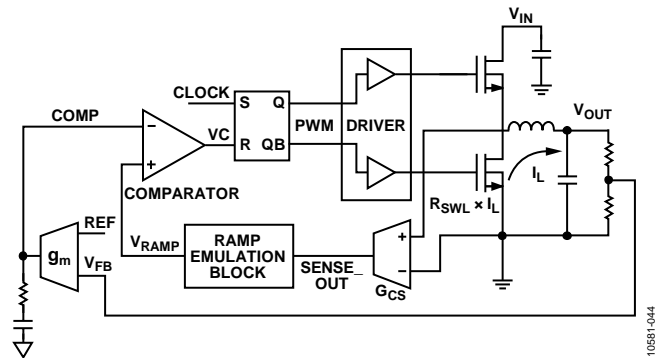 V_IN
CLOCK
S Q
COMP
PWM
DRIVER
V_OUT
VC
R QB
I_L
COMPARATOR
R_SWL × I_L
REF
V_RAMP
RAMP
EMULATION
BLOCK
g_m
V_FB
SENSE_
OUT
G_CS
+
−
−
+
10581-044